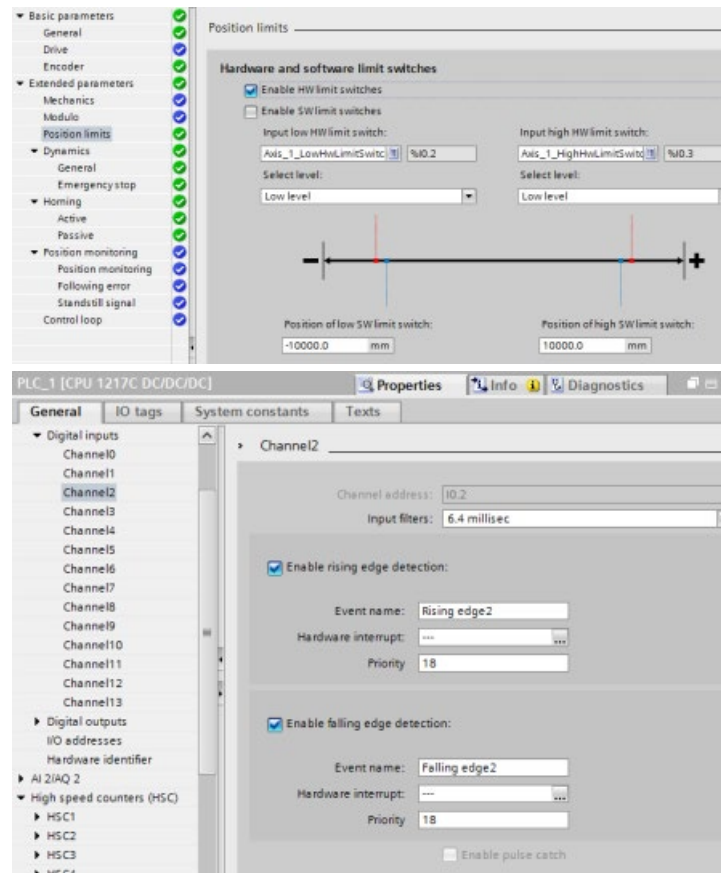 Basic parameters
General
Drive
Encoder
Extended parameters
Mechanics
Modulo
Position limits
Dynamics
General
Emergency stop
Homing
Active
Passive
Position monitoring
Position monitoring
Following error
Standstill signal
Control loop
Position limits
Hardware and software limit switches
Enable HW limit switches
Enable SW limit switches
Input low HW limit switch:
Input high HW limit switch:
Axis_1_LowHwLimitSwitc
%I0.2
Axis_1_HighHwLimitSwitc
%I0.3
Select level:
Select level:
Low level
Low level
Position of low SW limit switch:
Position of high SW limit switch:
-10000.0 mm
10000.0 mm
PLC_1 [CPU 1217C DC/DC/DC]
Properties
Info
Diagnostics
General
IO tags
System constants
Texts
Digital inputs
Channel0
Channel1
Channel2
Channel3
Channel4
Channel5
Channel6
Channel7
Channel8
Channel9
Channel10
Channel11
Channel12
Channel13
Digital outputs
I/O addresses
Hardware identifier
AI 2/AQ 2
High speed counters (HSC)
HSC1
HSC2
HSC3
Channel2
Channel address: I0.2
Input filters: 6.4 millisec
Enable rising edge detection:
Event name: Rising edge2
Hardware interrupt: ---
...
Priority 18
Enable falling edge detection:
Event name: Falling edge2
Hardware interrupt: ---
...
Priority 18
Enable pulse catch